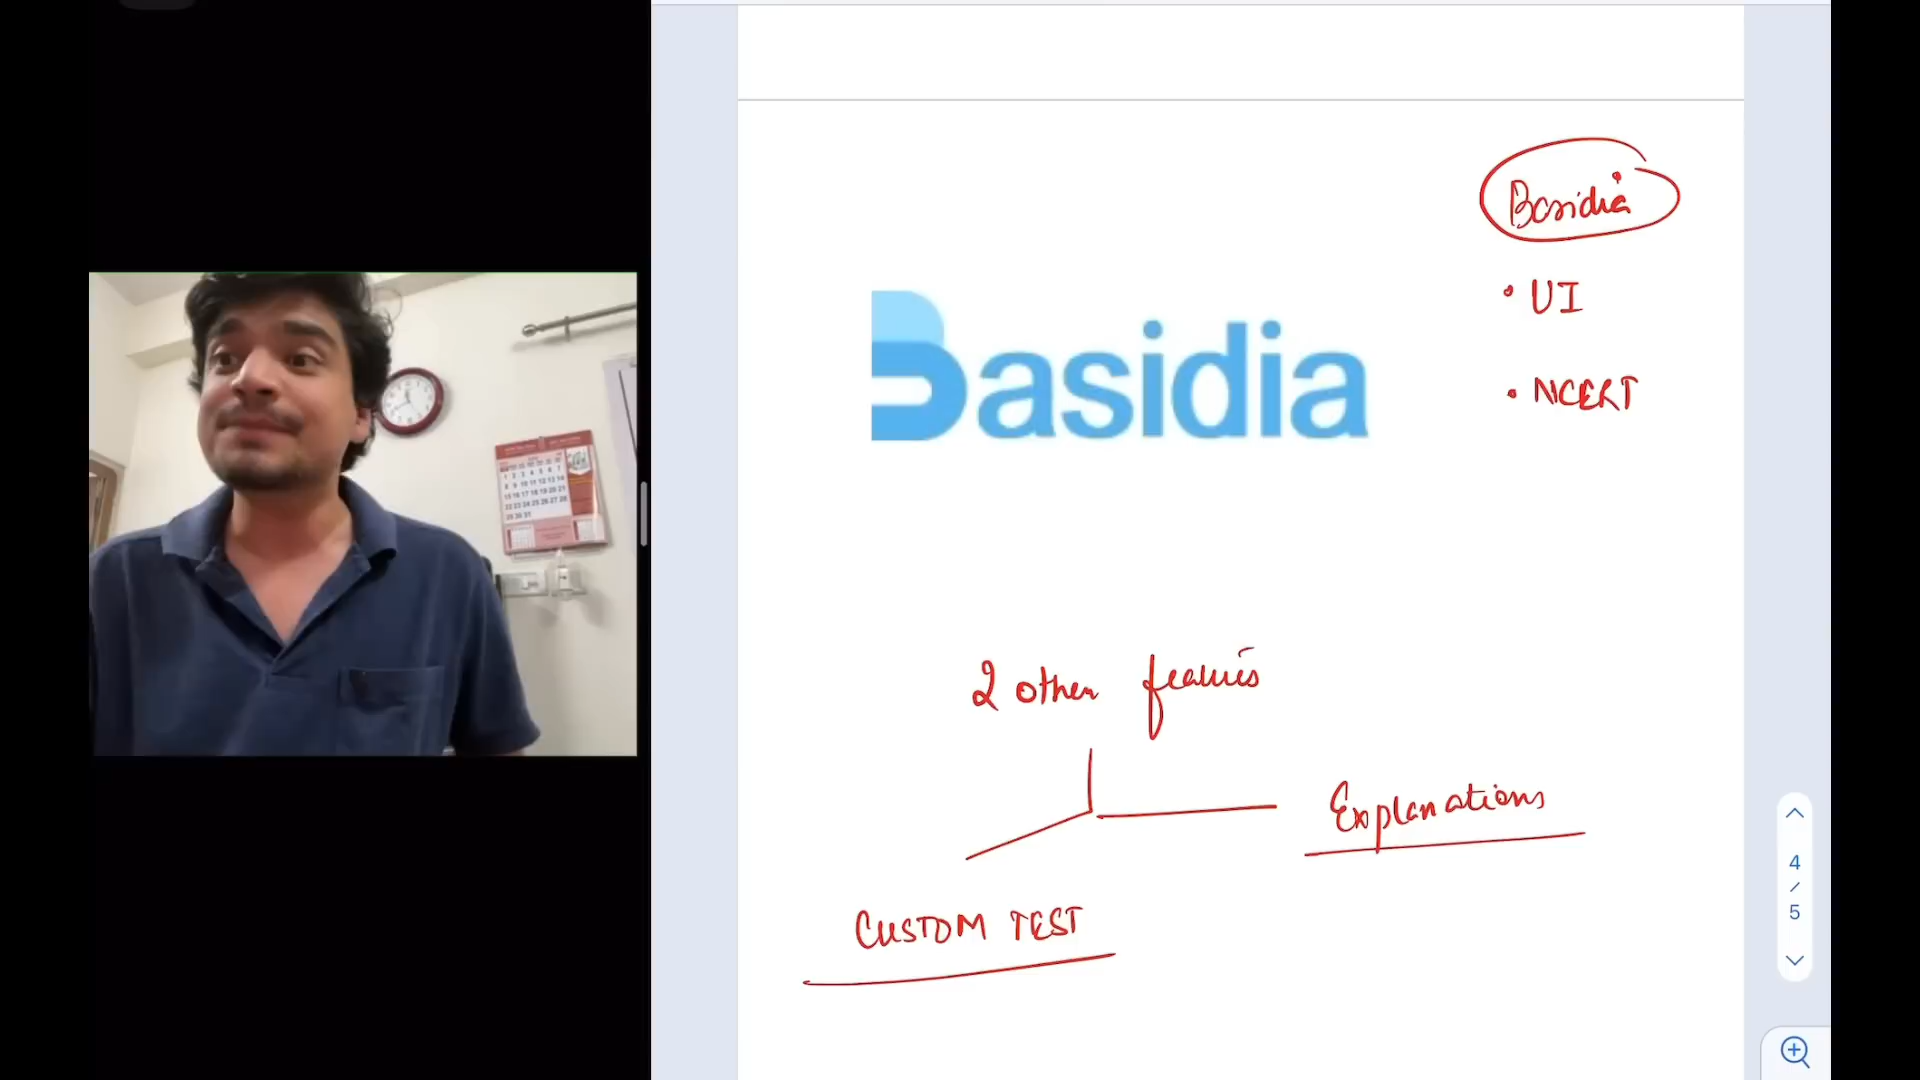 Basidia
• UI
• NCERT
Basidia
2 other features
Explanations
CUSTOM TEST
4
/
5